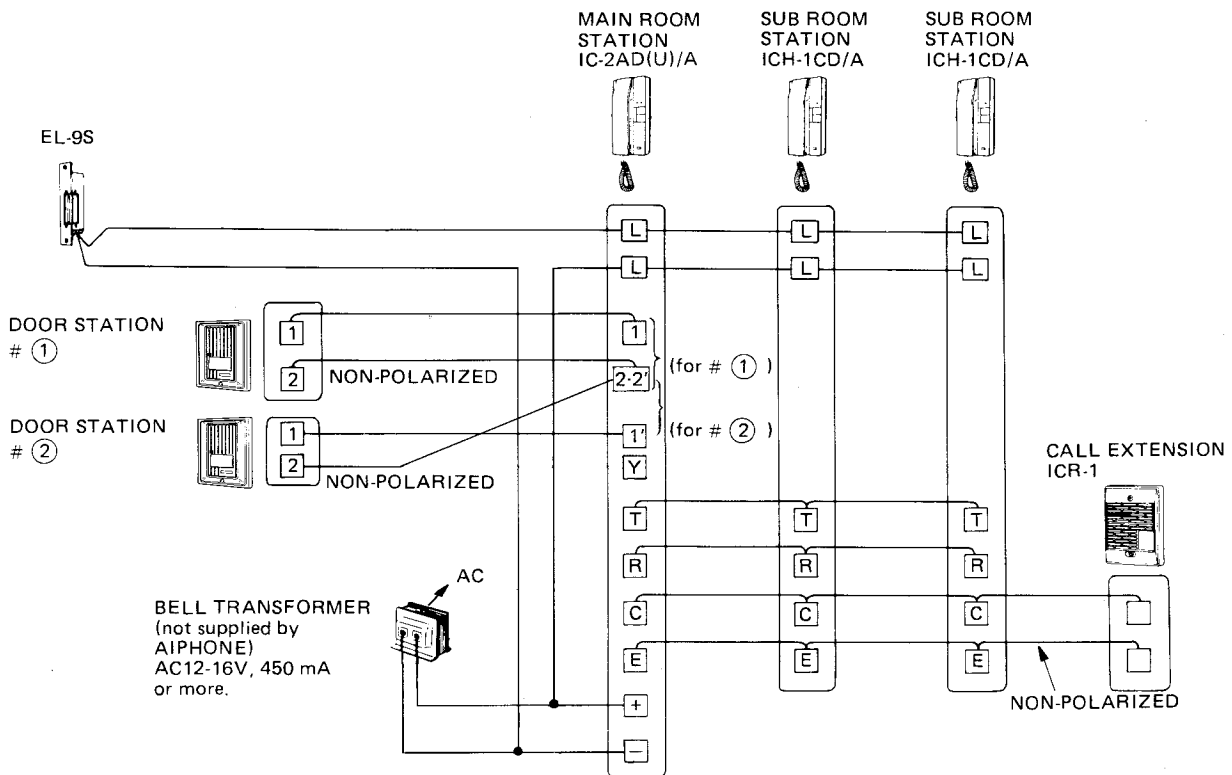 MAIN ROOM
STATION
IC-2AD(U)/A
SUB ROOM
STATION
ICH-1CD/A
SUB ROOM
STATION
ICH-1CD/A
EL-9S
L
L
L
L
L
L
DOOR STATION
# ①
1
2
NON-POLARIZED
1
2·2'
(for # ① )
DOOR STATION
# ②
1
2
NON-POLARIZED
1'
(for # ② )
Y
CALL EXTENSION
ICR-1
T
T
T
R
R
R
C
C
C
E
E
E
NON-POLARIZED
AC
BELL TRANSFORMER
(not supplied by
AIPHONE)
AC12-16V, 450 mA
or more.
+
−